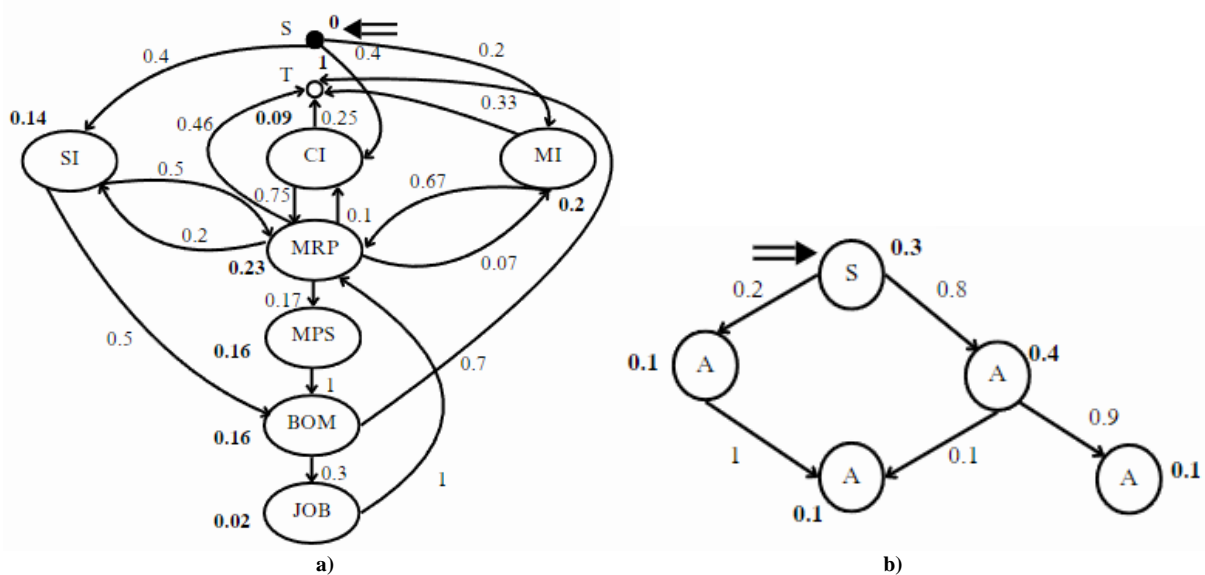 S 0
0.4 0.4 0.2
1
T
0.14 0.46 0.09 0.25 0.33
SI CI MI
0.5 0.75 0.1 0.67 0.2
0.2 MRP 0.07
0.23
0.17
0.5 0.16 MPS
1 0.7
0.16 BOM
0.3 1
0.02 JOB
a)
S 0.3
0.2 0.8
0.1 A A 0.4
1 0.1 0.9
A A 0.1
0.1
b)